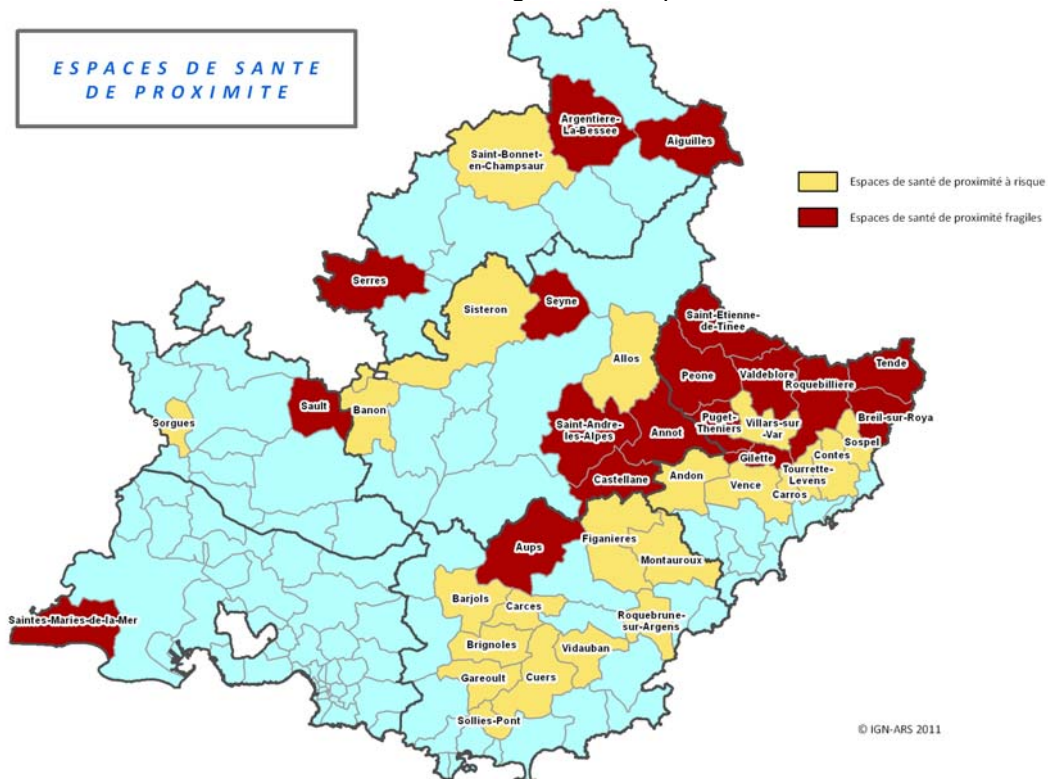 ESPACES DE SANTE
DE PROXIMITE
Argentiere-
La-Bessee
Aiguilles
Saint-Bonnet-
en-Champsaur
Espaces de santé de proximité à risque
Espaces de santé de proximité fragiles
Serres
Sisteron
Seyne
Saint-Etienne-
de-Tinee
Allos
Peone
Valdeblore
Roquebilliere
Tende
Sault
Banon
Sorgues
Saint-Andre-
les-Alpes
Annot
Puget-
Theniers
Villars-sur
-Var
Breil-sur-Roya
Sospel
Contes
Gilette
Castellane
Andon
Vence
Tourrette-
Levens
Carros
Aups
Figanieres
Montauroux
Barjols
Carces
Roquebrune-
sur-Argens
Saintes-Maries-de-la-Mer
Brignoles
Vidauban
Gareoult
Cuers
Sollies-Pont
© IGN-ARS 2011